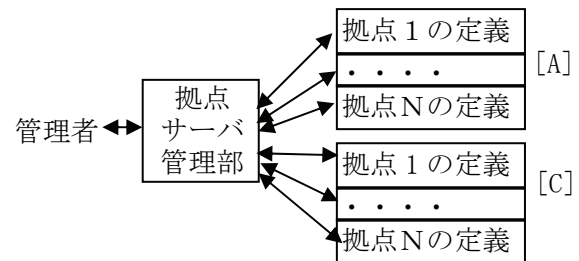 拠点１の定義
・・・・
拠点Nの定義
[A]
管理者
拠点
サーバ
管理部
拠点１の定義
・・・・
拠点Nの定義
[C]